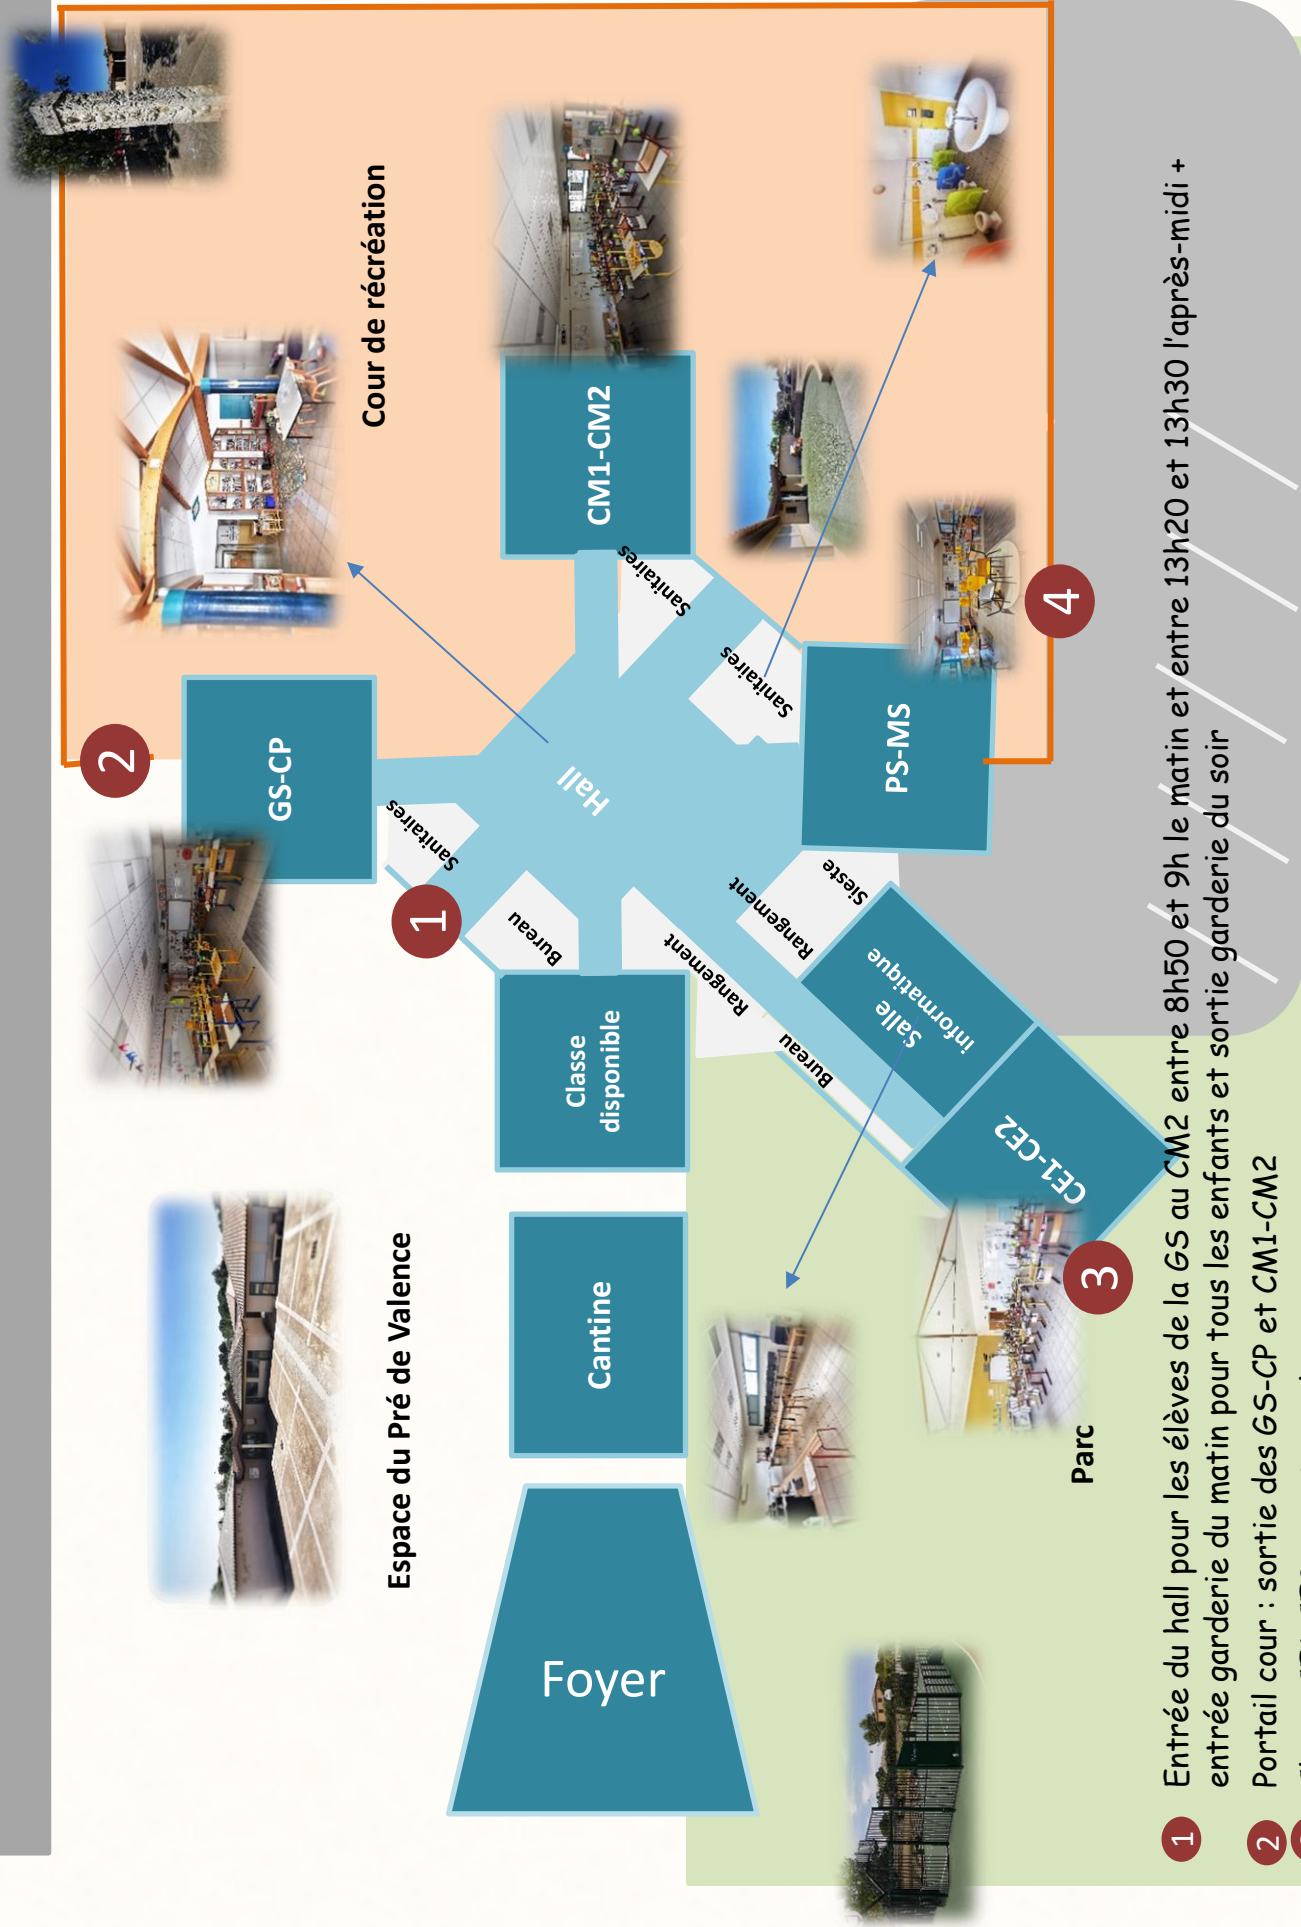 Cour de récréation
2
GS-CP
CM1-CM2
Sanitaires
Sanitaires
Sanitaires
Hall
1
Bureau
PS-MS
4
Sieste
Rangement
Rangement
Salle
informatique
Bureau
CE1-CE2
3
Classe
disponible
Cantine
Espace du Pré de Valence
Foyer
Parc
1 Entrée du hall pour les élèves de la GS au CM2 entre 8h50 et 9h le matin et entre 13h20 et 13h30 l'après-midi +
entrée garderie du matin pour tous les enfants et sortie garderie du soir
2 Portail cour : sortie des GS-CP et CM1-CM2